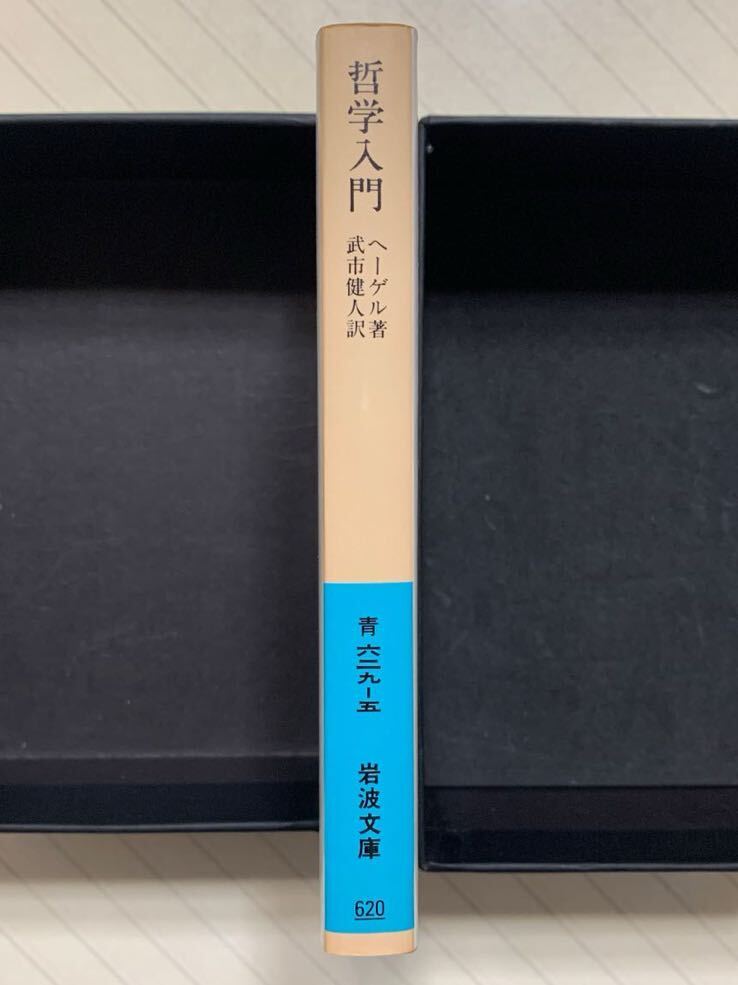 哲学入門
ヘーゲル著
武市健人訳
青六二九-五
岩波文庫
620